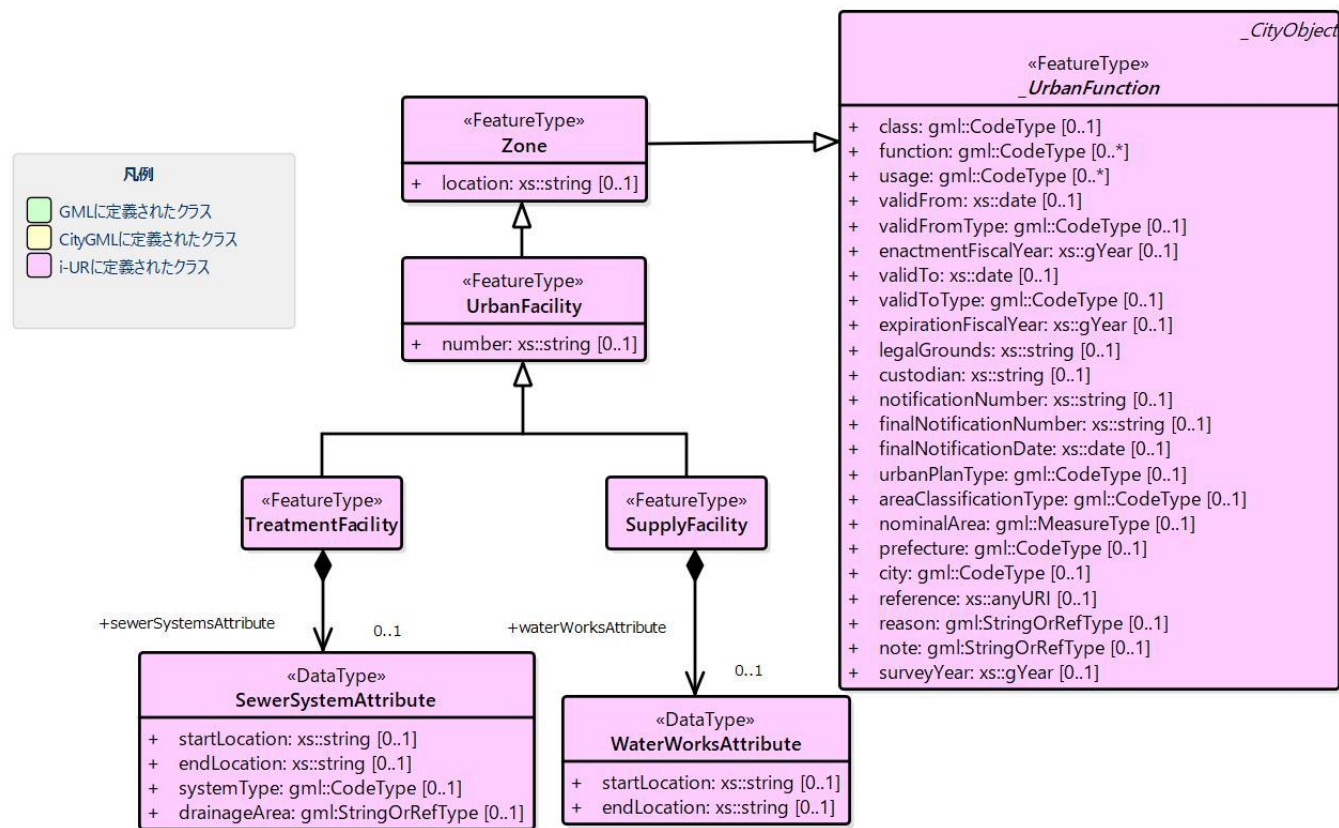 凡例
GMLに定義されたクラス
CityGMLに定義されたクラス
i-URに定義されたクラス
«FeatureType»
Zone
+ location: xs::string [0..1]
«FeatureType»
UrbanFacility
+ number: xs::string [0..1]
«FeatureType»
TreatmentFacility
«FeatureType»
SupplyFacility
+sewerSystemsAttribute
0..1
+waterWorksAttribute
0..1
«DataType»
SewerSystemAttribute
+ startLocation: xs::string [0..1]
+ endLocation: xs::string [0..1]
+ systemType: gml::CodeType [0..1]
+ drainageArea: gml:StringOrRefType [0..1]
«DataType»
WaterWorksAttribute
+ startLocation: xs::string [0..1]
+ endLocation: xs::string [0..1]
_CityObject
«FeatureType»
_UrbanFunction
+ class: gml::CodeType [0..1]
+ function: gml::CodeType [0..*]
+ usage: gml::CodeType [0..*]
+ validFrom: xs::date [0..1]
+ validFromType: gml::CodeType [0..1]
+ enactmentFiscalYear: xs::gYear [0..1]
+ validTo: xs::date [0..1]
+ validToType: gml::CodeType [0..1]
+ expirationFiscalYear: xs::gYear [0..1]
+ legalGrounds: xs::string [0..1]
+ custodian: xs::string [0..1]
+ notificationNumber: xs::string [0..1]
+ finalNotificationNumber: xs::string [0..1]
+ finalNotificationDate: xs::date [0..1]
+ urbanPlanType: gml::CodeType [0..1]
+ areaClassificationType: gml::CodeType [0..1]
+ nominalArea: gml::MeasureType [0..1]
+ prefecture: gml::CodeType [0..1]
+ city: gml::CodeType [0..1]
+ reference: xs::anyURI [0..1]
+ reason: gml:StringOrRefType [0..1]
+ note: gml:StringOrRefType [0..1]
+ surveyYear: xs::gYear [0..1]